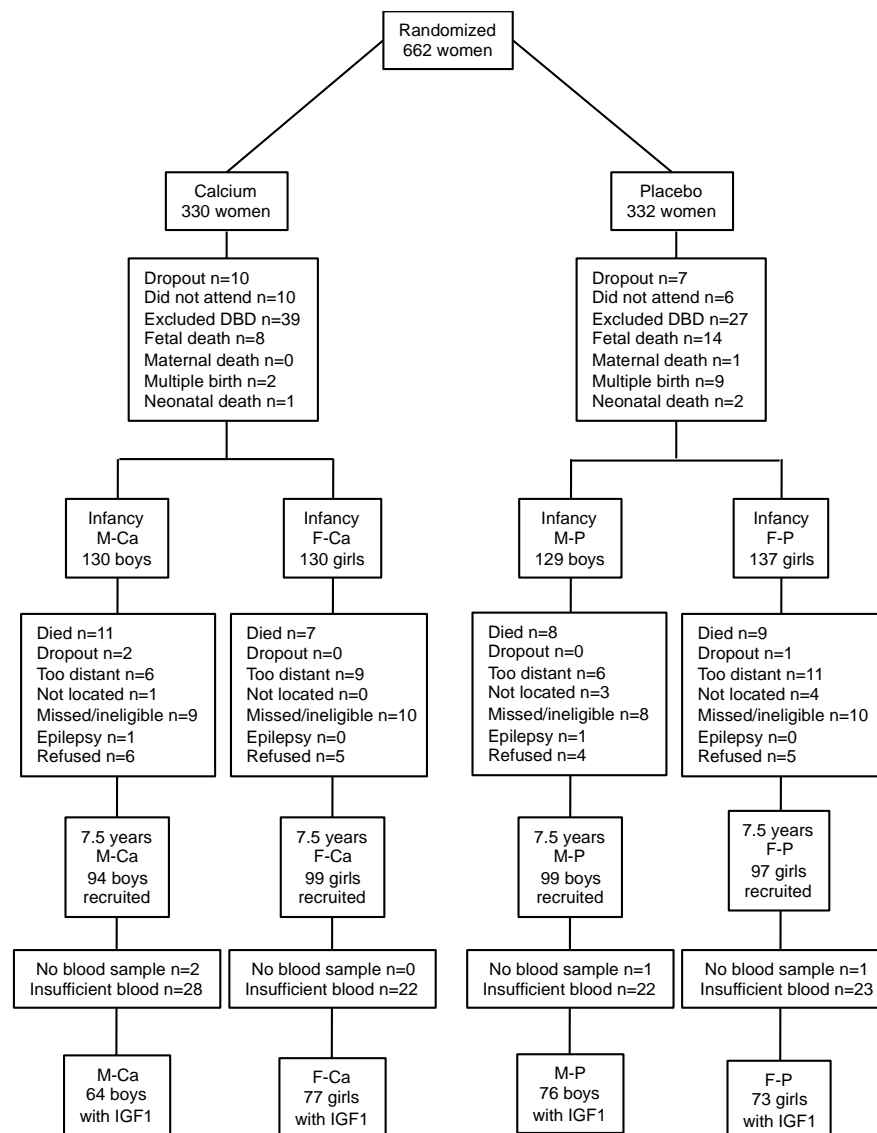 Randomized
662 women
Calcium
330 women
Placebo
332 women
Dropout n=10
Did not attend n=10
Excluded DBD n=39
Fetal death n=8
Maternal death n=0
Multiple birth n=2
Neonatal death n=1
Dropout n=7
Did not attend n=6
Excluded DBD n=27
Fetal death n=14
Maternal death n=1
Multiple birth n=9
Neonatal death n=2
Infancy
M-Ca
130 boys
Infancy
F-Ca
130 girls
Infancy
M-P
129 boys
Infancy
F-P
137 girls
Died n=11
Dropout n=2
Too distant n=6
Not located n=1
Missed/ineligible n=9
Epilepsy n=1
Refused n=6
Died n=7
Dropout n=0
Too distant n=9
Not located n=0
Missed/ineligible n=10
Epilepsy n=0
Refused n=5
Died n=8
Dropout n=0
Too distant n=6
Not located n=3
Missed/ineligible n=8
Epilepsy n=1
Refused n=4
Died n=9
Dropout n=1
Too distant n=11
Not located n=4
Missed/ineligible n=10
Epilepsy n=0
Refused n=5
7.5 years
M-Ca
94 boys
recruited
7.5 years
F-Ca
99 girls
recruited
7.5 years
M-P
99 boys
recruited
7.5 years
F-P
97 girls
recruited
No blood sample n=2
Insufficient blood n=28
No blood sample n=0
Insufficient blood n=22
No blood sample n=1
Insufficient blood n=22
No blood sample n=1
Insufficient blood n=23
M-Ca
64 boys
with IGF1
F-Ca
77 girls
with IGF1
M-P
76 boys
with IGF1
F-P
73 girls
with IGF1